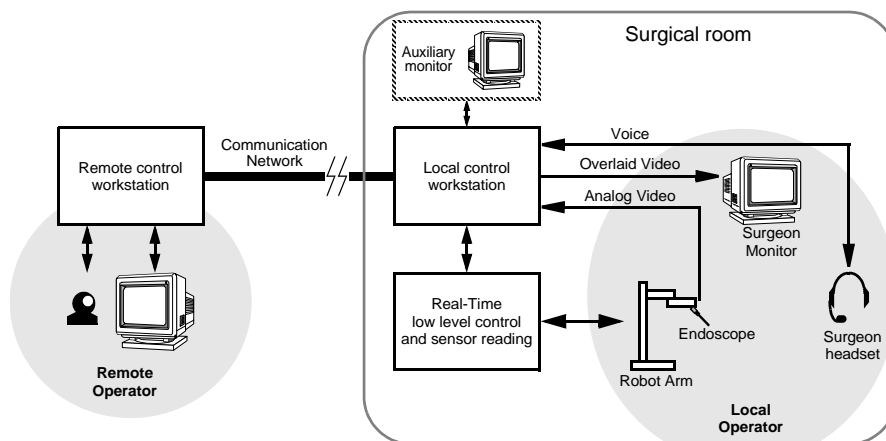 Surgical room
Auxiliary
monitor
Communication
Network
Remote control
workstation
Local control
workstation
Voice
Overlaid Video
Analog Video
Surgeon
Monitor
Real-Time
low level control
and sensor reading
Endoscope
Surgeon
headset
Robot Arm
Remote
Operator
Local
Operator